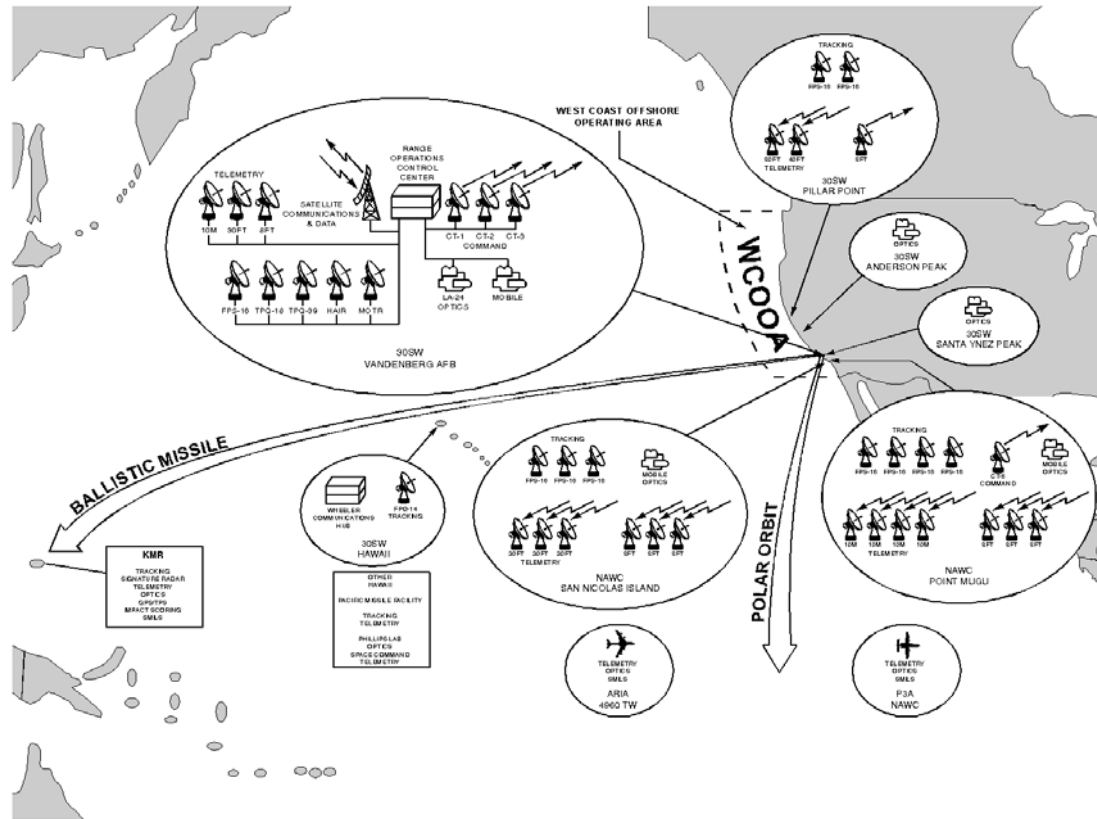 TRACKING
FPS-16 FPS-16
60FT 40FT 8FT
TELEMETRY
30SW
PILLAR POINT
WEST COAST OFFSHORE
OPERATING AREA
RANGE
OPERATIONS
CONTROL
CENTER
TELEMETRY
SATELLITE
COMMUNICATIONS
& DATA
10M 30FT 8FT
CT-1 CT-2 CT-3
COMMAND
LA-24
OPTICS
MOBILE
FPS-16 TPQ-18 TPQ-39 HAIR MOTR
30SW
VANDENBERG AFB
WCOOA
OPTICS
30SW
ANDERSON PEAK
OPTICS
30SW
SANTA YNEZ PEAK
BALLISTIC MISSILE
POLAR ORBIT
KMR
TRACKING
SIGNATURE RADAR
TELEMETRY
OPTICS
GPS/TPS
IMPACT SCORING
SMILS
WHEELER
COMMUNICATIONS
HUB
FPQ-14
TRACKING
30SW
HAWAII
OTHER
HAWAII
PACIFIC MISSILE FACILITY
TRACKING
TELEMETRY
PHILLIPS LAB
OPTICS
SPACE COMMAND
TELEMETRY
TRACKING
FPS-16 FPS-16 FPS-16
MOBILE
OPTICS
30FT 30FT 30FT 8FT 8FT 8FT
TELEMETRY
NAWC
SAN NICOLAS ISLAND
TRACKING
FPS-16 FPS-16 FPS-16 FPS-16
COMMAND
MOBILE
OPTICS
10M 10M 10M 10M 8FT 8FT 8FT
TELEMETRY
NAWC
POINT MUGU
TELEMETRY
OPTICS
SMILS
ARIA
4960 TW
TELEMETRY
OPTICS
SMILS
P3A
NAWC